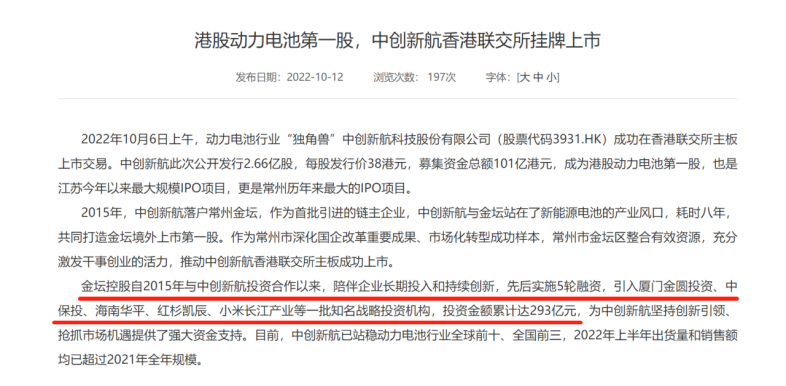 港股动力电池第一股，中创新航香港联交所挂牌上市
发布日期：2022-10-12 浏览次数： 197次 字体：[大 中 小]
2022年10月6日上午，动力电池行业“独角兽”中创新航科技股份有限公司（股票代码3931.HK）成功在香港联交所主板
上市交易。中创新航此次公开发行2.66亿股，每股发行价38港元，募集资金总额101亿港元，成为港股动力电池第一股，也是
江苏今年以来最大规模IPO项目，更是常州历年来最大的IPO项目。
2015年，中创新航落户常州金坛，作为首批引进的链主企业，中创新航与金坛站在了新能源电池的产业风口，耗时八年，
共同打造金坛境外上市第一股。作为常州市深化国企改革重要成果、市场化转型成功样本，常州市金坛区整合有效资源，充分
激发干事创业的活力，推动中创新航香港联交所主板成功上市。
金坛控股自2015年与中创新航投资合作以来，陪伴企业长期投入和持续创新，先后实施5轮融资，引入厦门金圆投资、中
保投、海南华平、红杉凯辰、小米长江产业等一批知名战略投资机构，投资金额累计达293亿元，为中创新航坚持创新引领、
抢抓市场机遇提供了强大资金支持。目前，中创新航已站稳动力电池行业全球前十、全国前三，2022年上半年出货量和销售额
均已超过2021年全年规模。